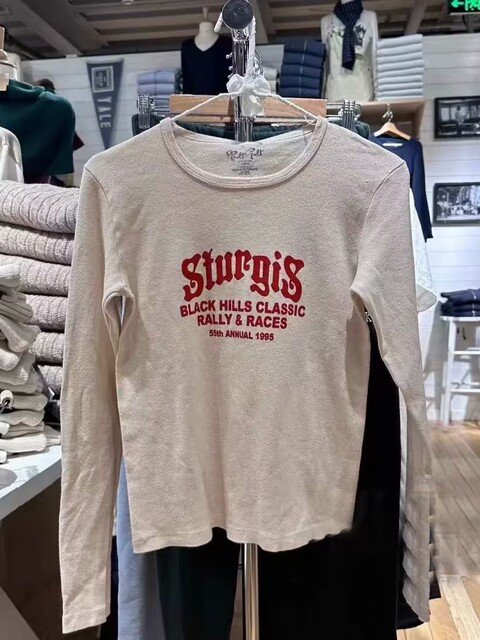 YALE
Sturgis
BLACK HILLS CLASSIC
RALLY & RACES
55th ANNUAL 1995